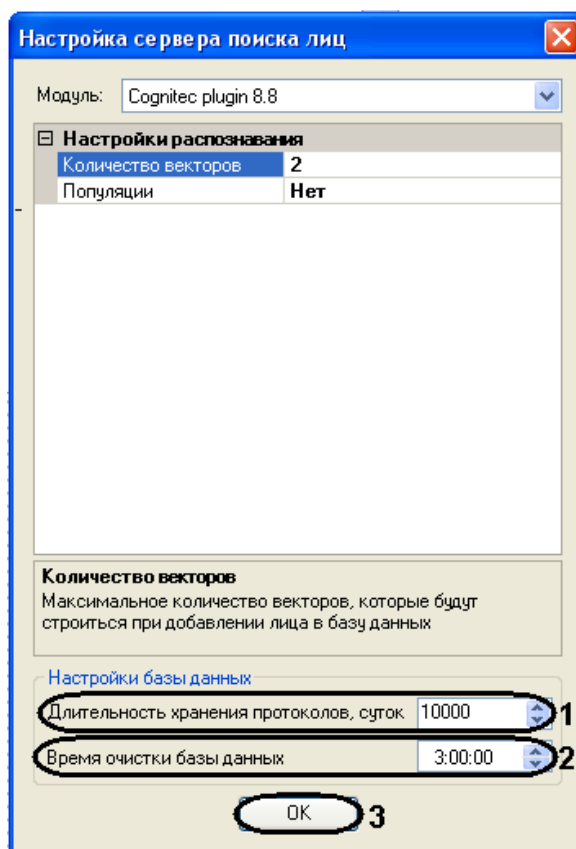 Настройка сервера поиска лиц
Модуль: Cognitec plugin 8.8
Настройки распознавания
Количество векторов 2
Популяции Нет
Количество векторов
Максимальное количество векторов, которые будут
строиться при добавлении лица в базу данных
Настройки базы данных
Длительность хранения протоколов, суток 10000 1
Время очистки базы данных 3:00:00 2
OK 3